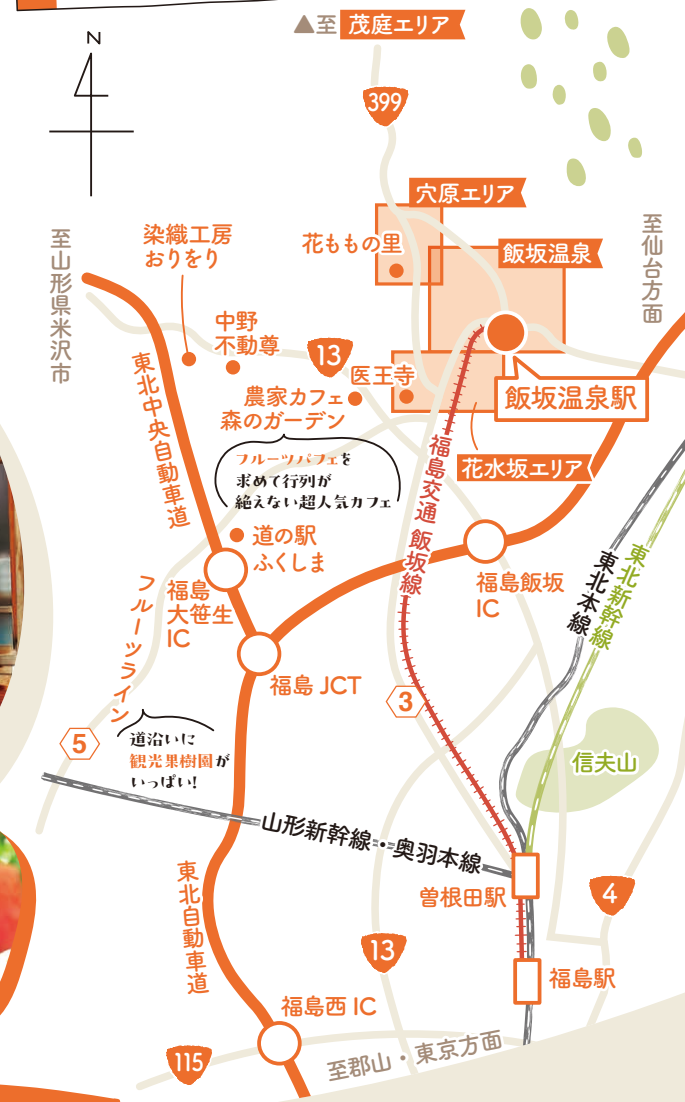 N
▲至 茂庭エリア
399
穴原エリア
花ももの里
飯坂温泉
至仙台方面
至山形県米沢市
染織工房
おりをり
中野
不動尊
13
医王寺
農家カフェ
森のガーデン
飯坂温泉駅
フルーツパフェを
求めて行列が
絶えない超人気カフェ
花水坂エリア
東北中央自動車道
福島交通 飯坂線
道の駅
ふくしま
福島
大笹生
IC
福島飯坂
IC
東北新幹線
東北本線
フルーツライン
福島 JCT
3
5
道沿いに
観光果樹園が
いっぱい!
信夫山
山形新幹線・奥羽本線
曽根田駅
4
東北自動車道
13
福島駅
福島西 IC
115
至郡山・東京方面